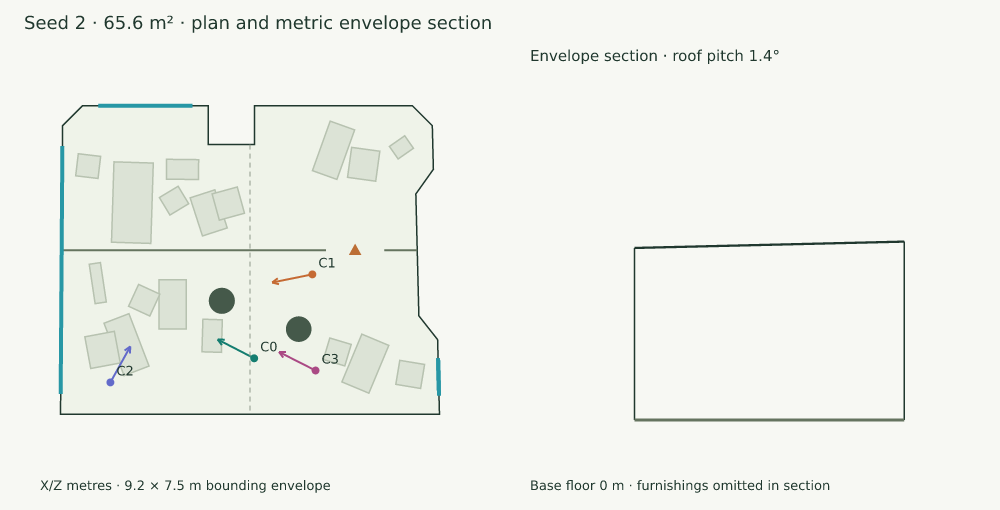 Seed 2 · 65.6 m² · plan and metric envelope section
Envelope section · roof pitch 1.4°
C1
C0
C3
C2
X/Z metres · 9.2 × 7.5 m bounding envelope
Base floor 0 m · furnishings omitted in section